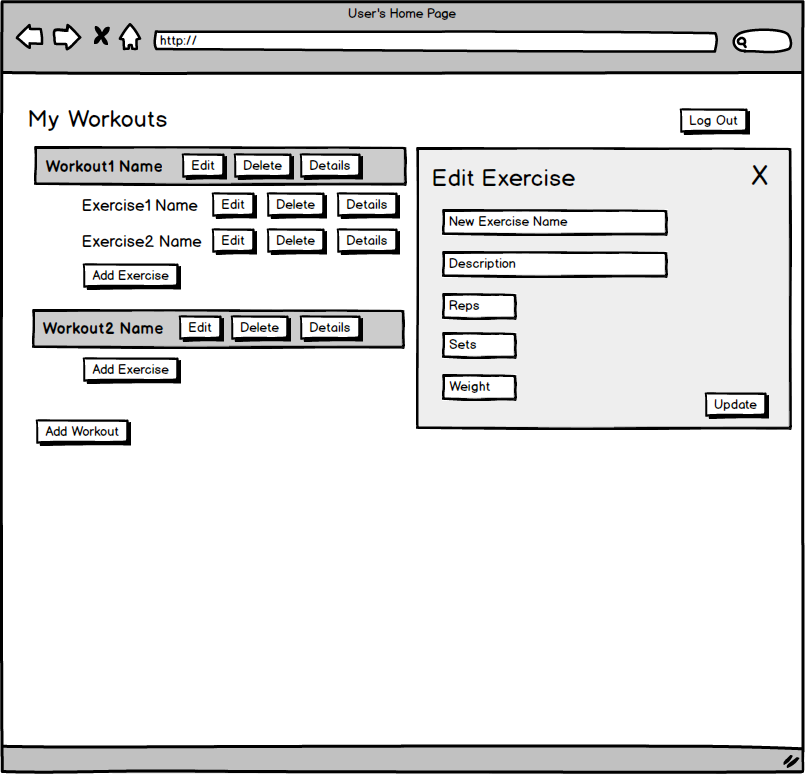 User's Home Page
http://
My Workouts
Log Out
Workout1 Name Edit Delete Details
Exercise1 Name Edit Delete Details
Exercise2 Name Edit Delete Details
Add Exercise
Workout2 Name Edit Delete Details
Add Exercise
Add Workout
Edit Exercise X
New Exercise Name
Description
Reps
Sets
Weight
Update